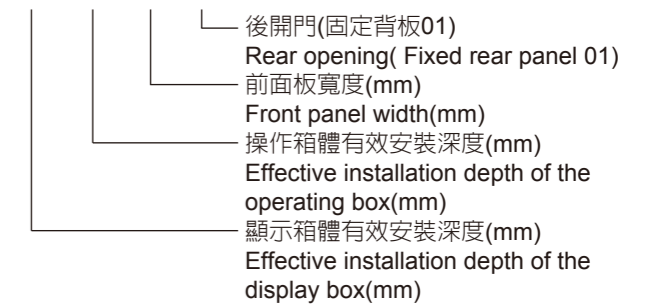 後開門(固定背板01)
Rear opening( Fixed rear panel 01)
前面板寬度(mm)
Front panel width(mm)
操作箱體有效安裝深度(mm)
Effective installation depth of the
operating box(mm)
顯示箱體有效安裝深度(mm)
Effective installation depth of the
display box(mm)